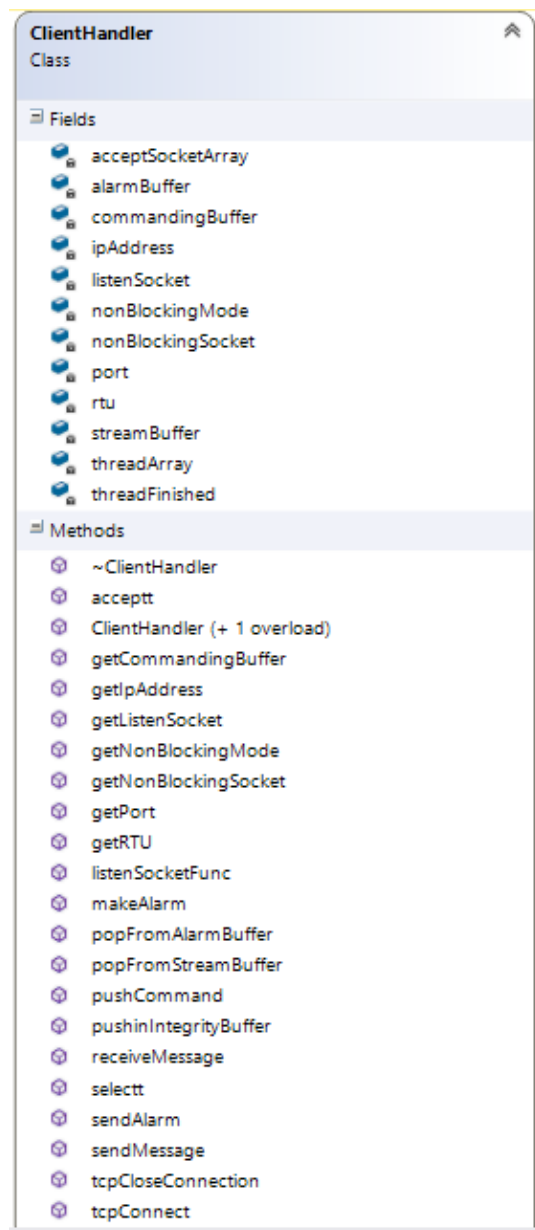 ClientHandler
Class
Fields
acceptSocketArray
alarmBuffer
commandingBuffer
ipAddress
listenSocket
nonBlockingMode
nonBlockingSocket
port
rtu
streamBuffer
threadArray
threadFinished
Methods
~ClientHandler
acceptt
ClientHandler (+ 1 overload)
getCommandingBuffer
getIpAddress
getListenSocket
getNonBlockingMode
getNonBlockingSocket
getPort
getRTU
listenSocketFunc
makeAlarm
popFromAlarmBuffer
popFromStreamBuffer
pushCommand
pushinIntegrityBuffer
receiveMessage
selectt
sendAlarm
sendMessage
tcpCloseConnection
tcpConnect